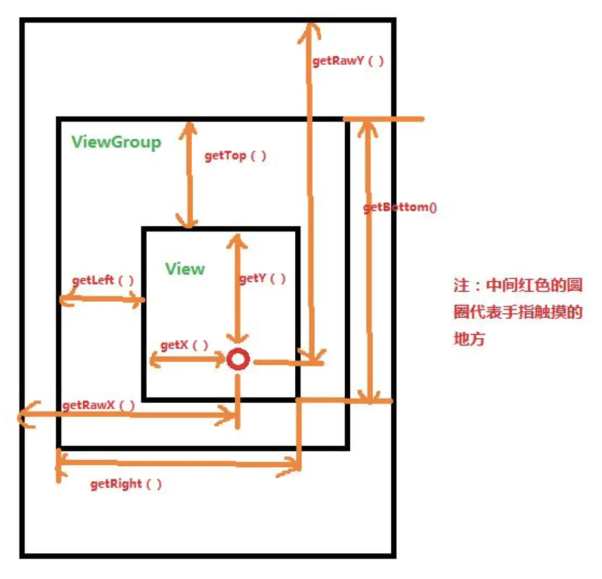 getRawY ( )
ViewGroup
getTop ( )
getBottom()
View
getLeft ( )
getY ( )
注：中间红色的圆
圈代表手指触摸的
地方
getX ( )
getRawX ( )
getRight ( )